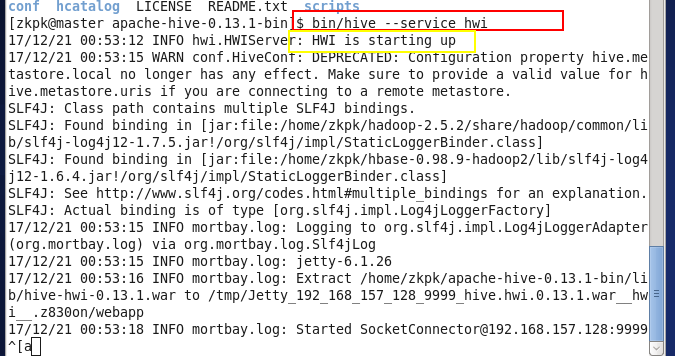 conf  hcatalog  LICENSE  README.txt  scripts
[zkpk@master apache-hive-0.13.1-bin]$ bin/hive --service hwi
17/12/21 00:53:12 INFO hwi.HWIServer: HWI is starting up
17/12/21 00:53:15 WARN conf.HiveConf: DEPRECATED: Configuration property hive.me
tastore.local no longer has any effect. Make sure to provide a valid value for h
ive.metastore.uris if you are connecting to a remote metastore.
SLF4J: Class path contains multiple SLF4J bindings.
SLF4J: Found binding in [jar:file:/home/zkpk/hadoop-2.5.2/share/hadoop/common/li
b/slf4j-log4j12-1.7.5.jar!/org/slf4j/impl/StaticLoggerBinder.class]
SLF4J: Found binding in [jar:file:/home/zkpk/hbase-0.98.9-hadoop2/lib/slf4j-log4
j12-1.6.4.jar!/org/slf4j/impl/StaticLoggerBinder.class]
SLF4J: See http://www.slf4j.org/codes.html#multiple_bindings for an explanation.
SLF4J: Actual binding is of type [org.slf4j.impl.Log4jLoggerFactory]
17/12/21 00:53:15 INFO mortbay.log: Logging to org.slf4j.impl.Log4jLoggerAdapter
(org.mortbay.log) via org.mortbay.log.Slf4jLog
17/12/21 00:53:15 INFO mortbay.log: jetty-6.1.26
17/12/21 00:53:16 INFO mortbay.log: Extract /home/zkpk/apache-hive-0.13.1-bin/li
b/hive-hwi-0.13.1.war to /tmp/Jetty_192_168_157_128_9999_hive.hwi.0.13.1.war__hw
i__.z830on/webapp
17/12/21 00:53:18 INFO mortbay.log: Started SocketConnector@192.168.157.128:9999
^[a